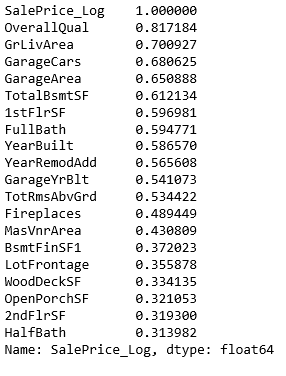 SalePrice_Log 1.000000
OverallQual 0.817184
GrLivArea 0.700927
GarageCars 0.680625
GarageArea 0.650888
TotalBsmtSF 0.612134
1stFlrSF 0.596981
FullBath 0.594771
YearBuilt 0.586570
YearRemodAdd 0.565608
GarageYrBlt 0.541073
TotRmsAbvGrd 0.534422
Fireplaces 0.489449
MasVnrArea 0.430809
BsmtFinSF1 0.372023
LotFrontage 0.355878
WoodDeckSF 0.334135
OpenPorchSF 0.321053
2ndFlrSF 0.319300
HalfBath 0.313982
Name: SalePrice_Log, dtype: float64